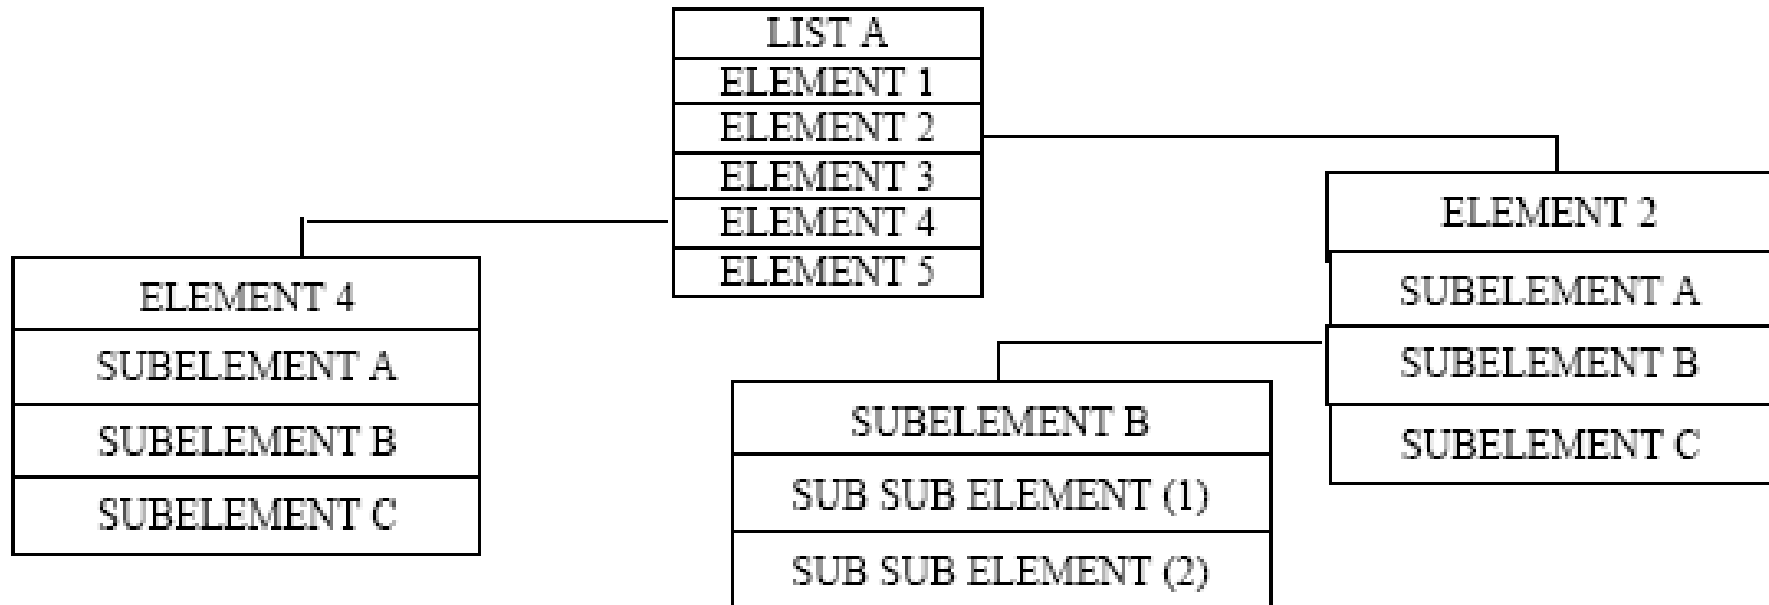 LIST A
ELEMENT 1
ELEMENT 2
ELEMENT 3
ELEMENT 4
ELEMENT 5
ELEMENT 4
SUBELEMENT A
SUBELEMENT B
SUBELEMENT C
ELEMENT 2
SUBELEMENT A
SUBELEMENT B
SUBELEMENT C
SUBELEMENT B
SUB SUB ELEMENT (1)
SUB SUB ELEMENT (2)